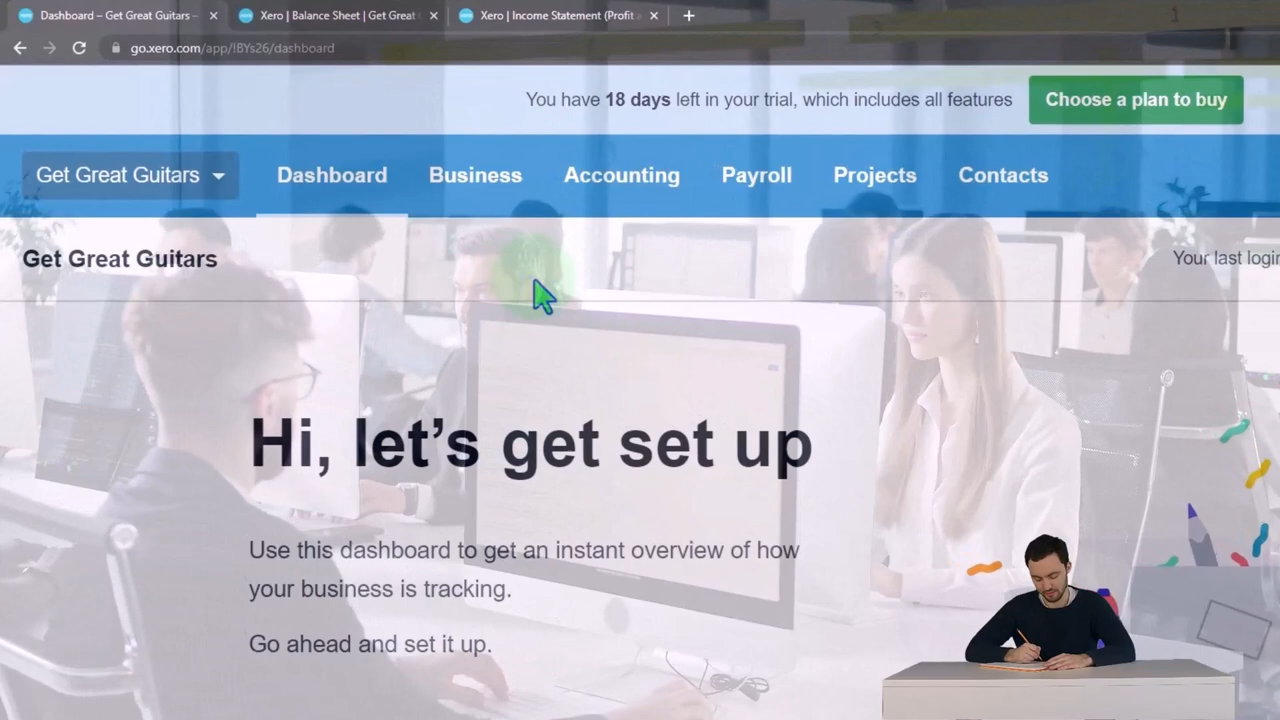 Dashboard – Get Great Guitars –
Xero | Balance Sheet | Get Great
Xero | Income Statement (Profit a
go.xero.com/app/!BYs26/dashboard
You have 18 days left in your trial, which includes all features
Choose a plan to buy
Get Great Guitars
Dashboard
Business
Accounting
Payroll
Projects
Contacts
Get Great Guitars
Your last login
Hi, let's get set up
Use this dashboard to get an instant overview of how
your business is tracking.
Go ahead and set it up.